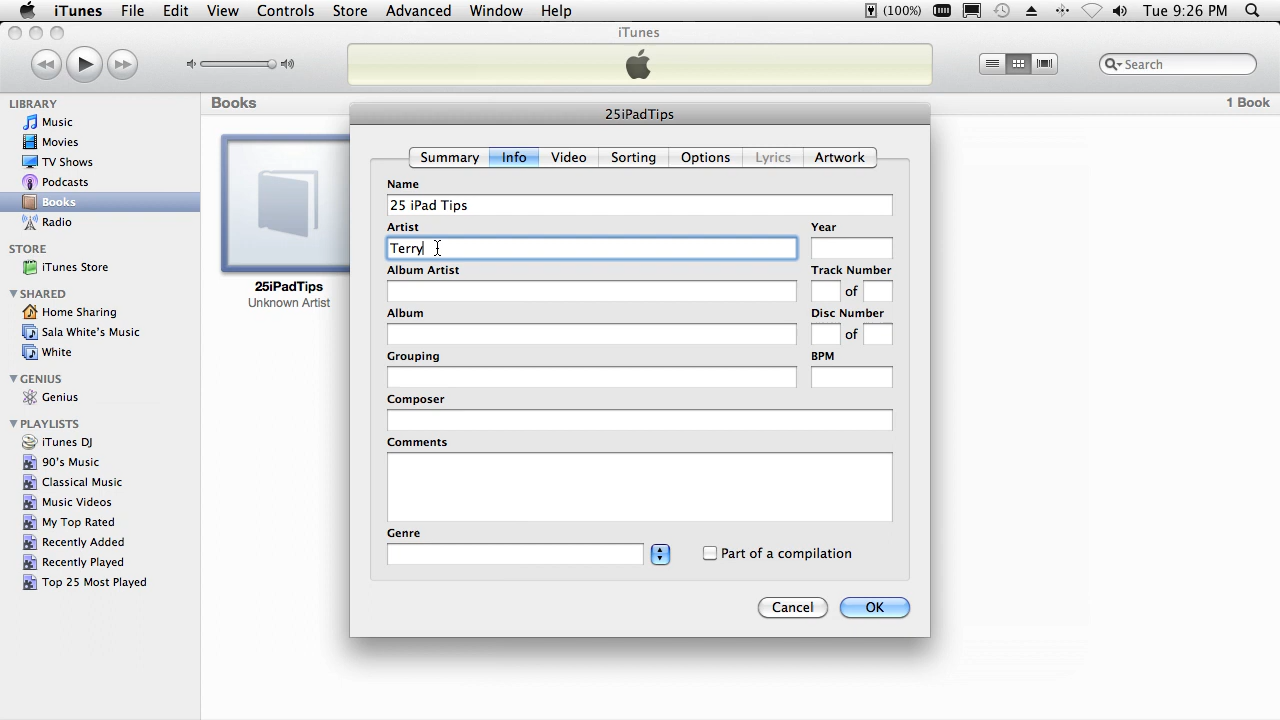 iTunes File Edit View Controls Store Advanced Window Help (100%) Tue 9:26 PM
iTunes
Search
LIBRARY
Music
Movies
TV Shows
Podcasts
Books
Radio
STORE
iTunes Store
SHARED
Home Sharing
Sala White's Music
White
GENIUS
Genius
PLAYLISTS
iTunes DJ
90's Music
Classical Music
Music Videos
My Top Rated
Recently Added
Recently Played
Top 25 Most Played
Books
1 Book
25iPadTips
Unknown Artist
25iPadTips
Summary Info Video Sorting Options Lyrics Artwork
Name
25 iPad Tips
Artist Year
Terry
Album Artist Track Number
of
Album Disc Number
of
Grouping BPM
Composer
Comments
Genre
Part of a compilation
Cancel OK